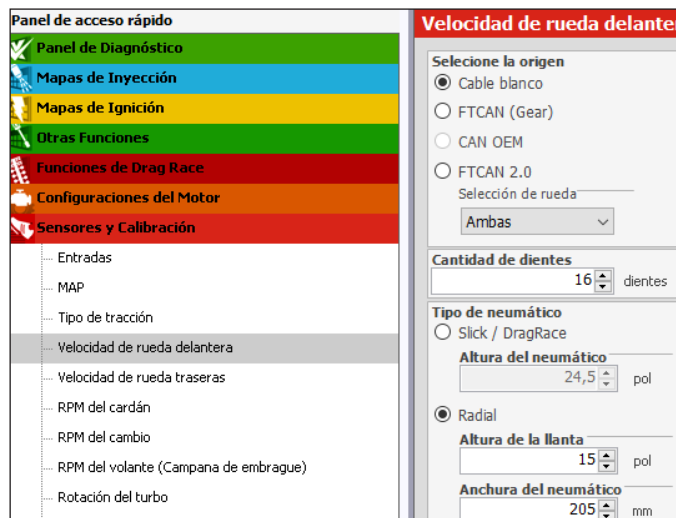 Panel de acceso rápido
Panel de Diagnóstico
Mapas de Inyección
Mapas de Ignición
Otras Funciones
Funciones de Drag Race
Configuraciones del Motor
Sensores y Calibración
Entradas
MAP
Tipo de tracción
Velocidad de rueda delantera
Velocidad de rueda traseras
RPM del cardán
RPM del cambio
RPM del volante (Campana de embrague)
Rotación del turbo
Velocidad de rueda delanter
Selecione la origen
Cable blanco
FTCAN (Gear)
CAN OEM
FTCAN 2.0
Selección de rueda
Ambas
Cantidad de dientes
16 dientes
Tipo de neumático
Slick / DragRace
Altura del neumático
24,5 pol
Radial
Altura de la llanta
15 pol
Anchura del neumático
205 mm